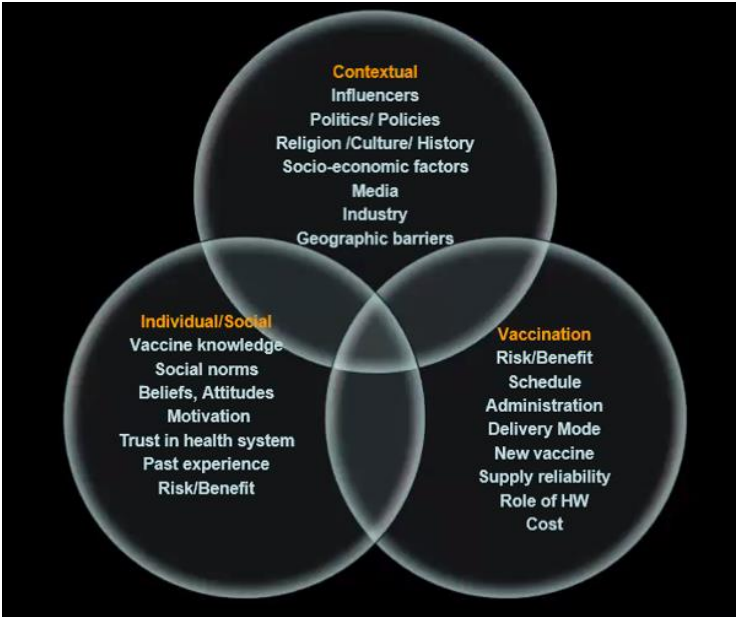 Contextual
Influencers
Politics/ Policies
Religion /Culture/ History
Socio-economic factors
Media
Industry
Geographic barriers
Individual/Social
Vaccine knowledge
Social norms
Beliefs, Attitudes
Motivation
Trust in health system
Past experience
Risk/Benefit
Vaccination
Risk/Benefit
Schedule
Administration
Delivery Mode
New vaccine
Supply reliability
Role of HW
Cost